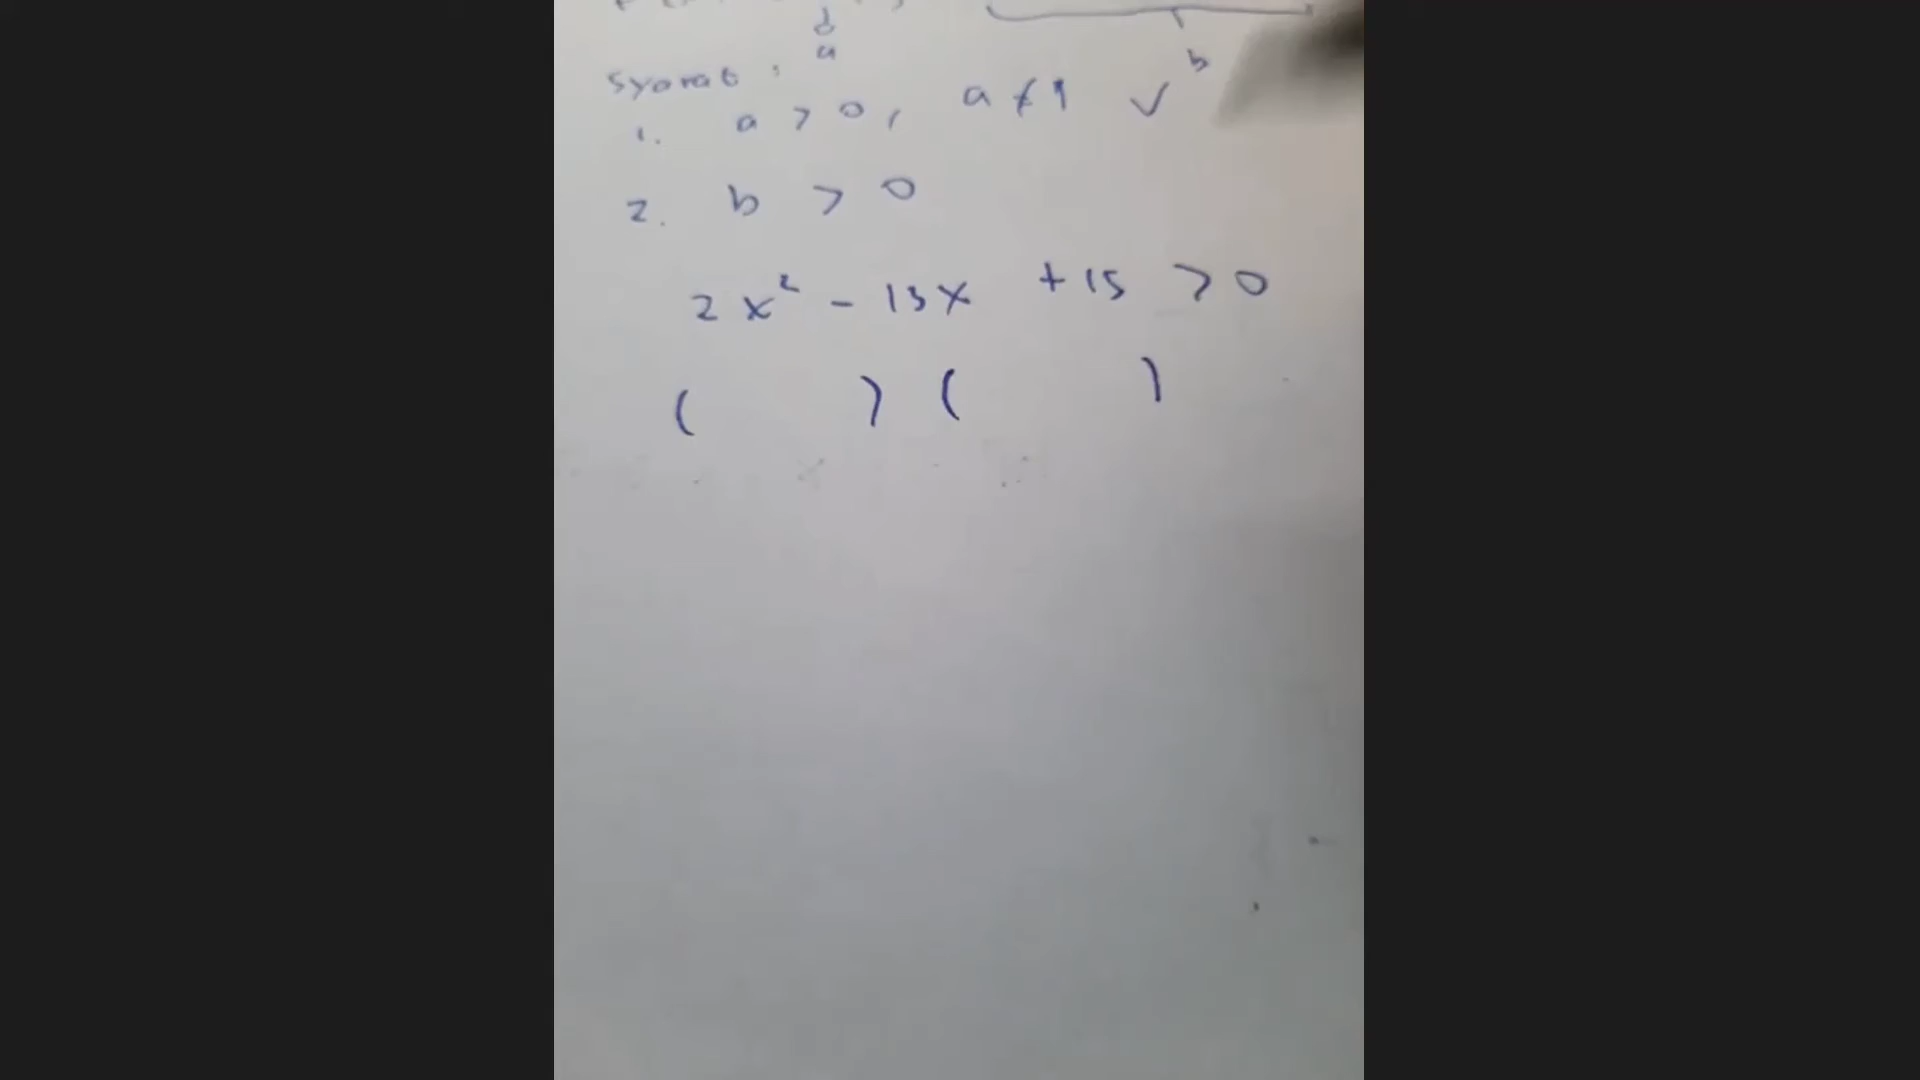 a
b
Syarat :
1. a > 0, a ≠ 1 ✓
2. b > 0
2x² - 13x + 15 > 0
( ) ( )